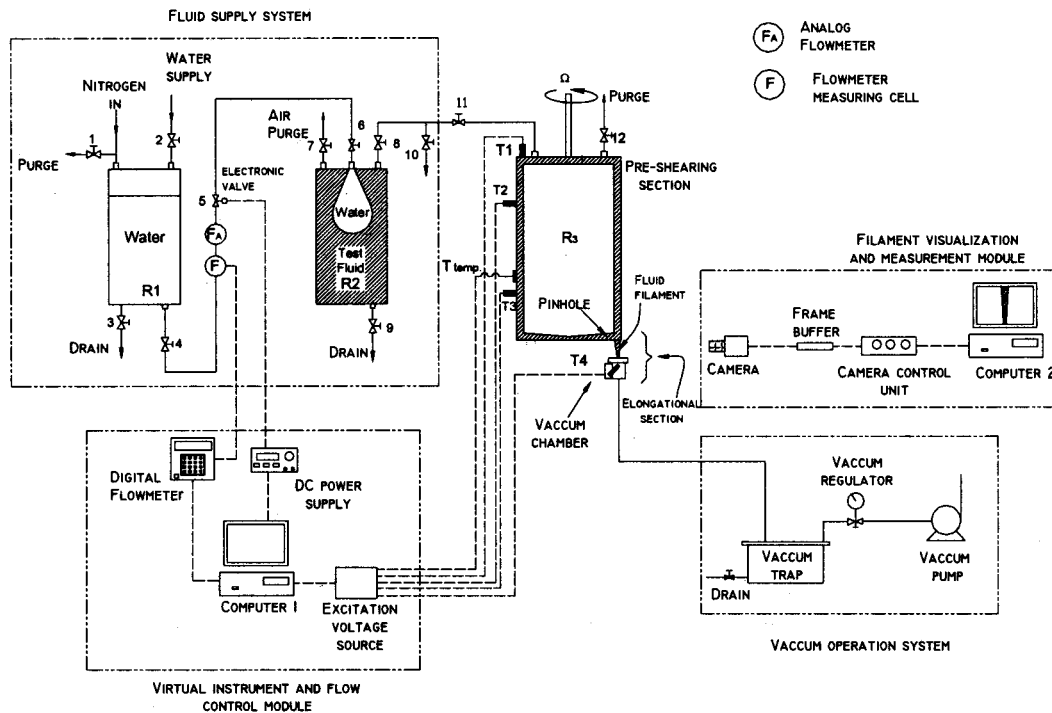 FLUID SUPPLY SYSTEM
WATER
SUPPLY
NITROGEN
IN
1
2
PURGE
Water
R1
3
4
DRAIN
ELECTRONIC
VALVE
5
FA
F
AIR
PURGE
7
6
8
10
Water
Test
Fluid
R2
9
DRAIN
11
Ω
PURGE
12
T1
T2
T temp
T3
T4
PRE-SHEARING
SECTION
R3
PINHOLE
FLUID
FILAMENT
VACCUM
CHAMBER
ELONGATIONAL
SECTION
FA
ANALOG
FLOWMETER
F
FLOWMETER
MEASURING CELL
FILAMENT VISUALIZATION
AND MEASUREMENT MODULE
FRAME
BUFFER
CAMERA
CAMERA CONTROL
UNIT
COMPUTER 2
DIGITAL
FLOWMETER
DC POWER
SUPPLY
COMPUTER 1
EXCITATION
VOLTAGE
SOURCE
VIRTUAL INSTRUMENT AND FLOW
CONTROL MODULE
VACCUM
REGULATOR
VACCUM
TRAP
VACCUM
PUMP
DRAIN
VACCUM OPERATION SYSTEM